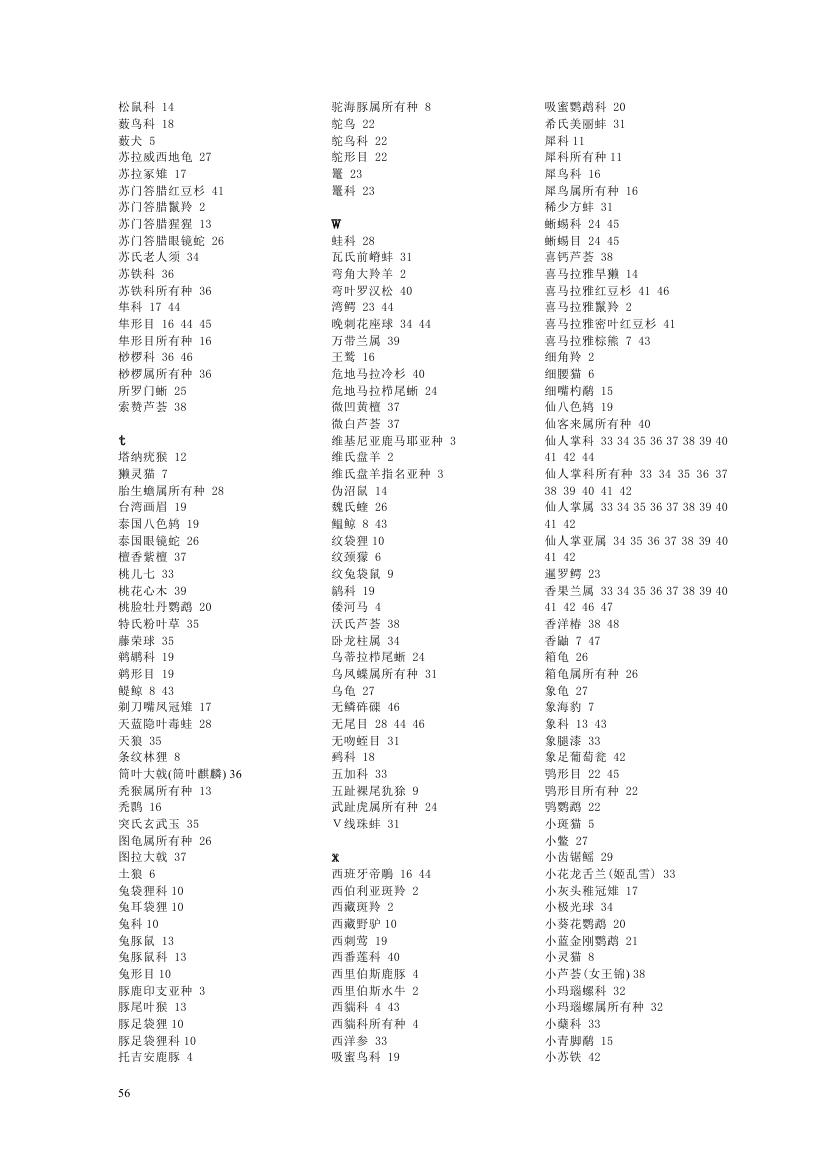 松鼠科 14
薮鸟科 18
薮犬 5
苏拉威西地龟 27
苏拉冢雉 17
苏门答腊红豆杉 41
苏门答腊鬣羚 2
苏门答腊猩猩 13
苏门答腊眼镜蛇 26
苏氏老人须 34
苏铁科 36
苏铁科所有种 36
隼科 17 44
隼形目 16 44 45
隼形目所有种 16
桫椤科 36 46
桫椤属所有种 36
所罗门蜥 25
索赞芦荟 38
t
塔纳疣猴 12
獭灵猫 7
胎生蟾属所有种 28
台湾画眉 19
泰国八色鸫 19
泰国眼镜蛇 26
檀香紫檀 37
桃儿七 33
桃花心木 39
桃脸牡丹鹦鹉 20
特氏粉叶草 35
藤荣球 35
鹈鹕科 19
鹈形目 19
鳀鲸 8 43
剃刀嘴凤冠雉 17
天蓝隐叶毒蛙 28
天狼 35
条纹林狸 8
筒叶大戟(筒叶麒麟) 36
秃猴属所有种 13
秃鹮 16
突氏玄武玉 35
图龟属所有种 26
图拉大戟 37
土狼 6
兔袋狸科 10
兔耳袋狸 10
兔科 10
兔豚鼠 13
兔豚鼠科 13
兔形目 10
豚鹿印支亚种 3
豚尾叶猴 13
豚足袋狸 10
豚足袋狸科 10
托吉安鹿豚 4
驼海豚属所有种 8
鸵鸟 22
鸵鸟科 22
鸵形目 22
鼍 23
鼍科 23
W
蛙科 28
瓦氏前嵴蚌 31
弯角大羚羊 2
弯叶罗汉松 40
湾鳄 23 44
晚刺花座球 34 44
万带兰属 39
王鹫 16
危地马拉冷杉 40
危地马拉栉尾蜥 24
微凹黄檀 37
微白芦荟 37
维基尼亚鹿马耶亚种 3
维氏盘羊 2
维氏盘羊指名亚种 3
伪沼鼠 14
魏氏蝰 26
鳁鲸 8 43
纹袋狸 10
纹颈獴 6
纹兔袋鼠 9
鹟科 19
倭河马 4
沃氏芦荟 38
卧龙柱属 34
乌蒂拉栉尾蜥 24
乌凤蝶属所有种 31
乌龟 27
无鳞砗磲 46
无尾目 28 44 46
无吻蛭目 31
鹀科 18
五加科 33
五趾裸尾犰狳 9
武趾虎属所有种 24
V线珠蚌 31
x
西班牙帝鵰 16 44
西伯利亚斑羚 2
西藏斑羚 2
西藏野驴 10
西刺莺 19
西番莲科 40
西里伯斯鹿豚 4
西里伯斯水牛 2
西貒科 4 43
西貒科所有种 4
西洋参 33
吸蜜鸟科 19
吸蜜鹦鹉科 20
希氏美丽蚌 31
犀科 11
犀科所有种 11
犀鸟科 16
犀鸟属所有种 16
稀少方蚌 31
蜥蜴科 24 45
蜥蜴目 24 45
喜钙芦荟 38
喜马拉雅旱獭 14
喜马拉雅红豆杉 41 46
喜马拉雅鬣羚 2
喜马拉雅密叶红豆杉 41
喜马拉雅棕熊 7 43
细角羚 2
细腰猫 6
细嘴杓鹬 15
仙八色鸫 19
仙客来属所有种 40
仙人掌科 33 34 35 36 37 38 39 40
41 42 44
仙人掌科所有种 33 34 35 36 37
38 39 40 41 42
仙人掌属 33 34 35 36 37 38 39 40
41 42
仙人掌亚属 34 35 36 37 38 39 40
41 42
暹罗鳄 23
香果兰属 33 34 35 36 37 38 39 40
41 42 46 47
香洋椿 38 48
香鼬 7 47
箱龟 26
箱龟属所有种 26
象龟 27
象海豹 7
象科 13 43
象腿漆 33
象足葡萄瓮 42
鸮形目 22 45
鸮形目所有种 22
鸮鹦鹉 22
小斑猫 5
小鳖 27
小齿锯鳐 29
小花龙舌兰(姬乱雪) 33
小灰头稚冠雉 17
小极光球 34
小葵花鹦鹉 20
小蓝金刚鹦鹉 21
小灵猫 8
小芦荟(女王锦) 38
小玛瑙螺科 32
小玛瑙螺属所有种 32
小蘖科 33
小青脚鹬 15
小苏铁 42
56